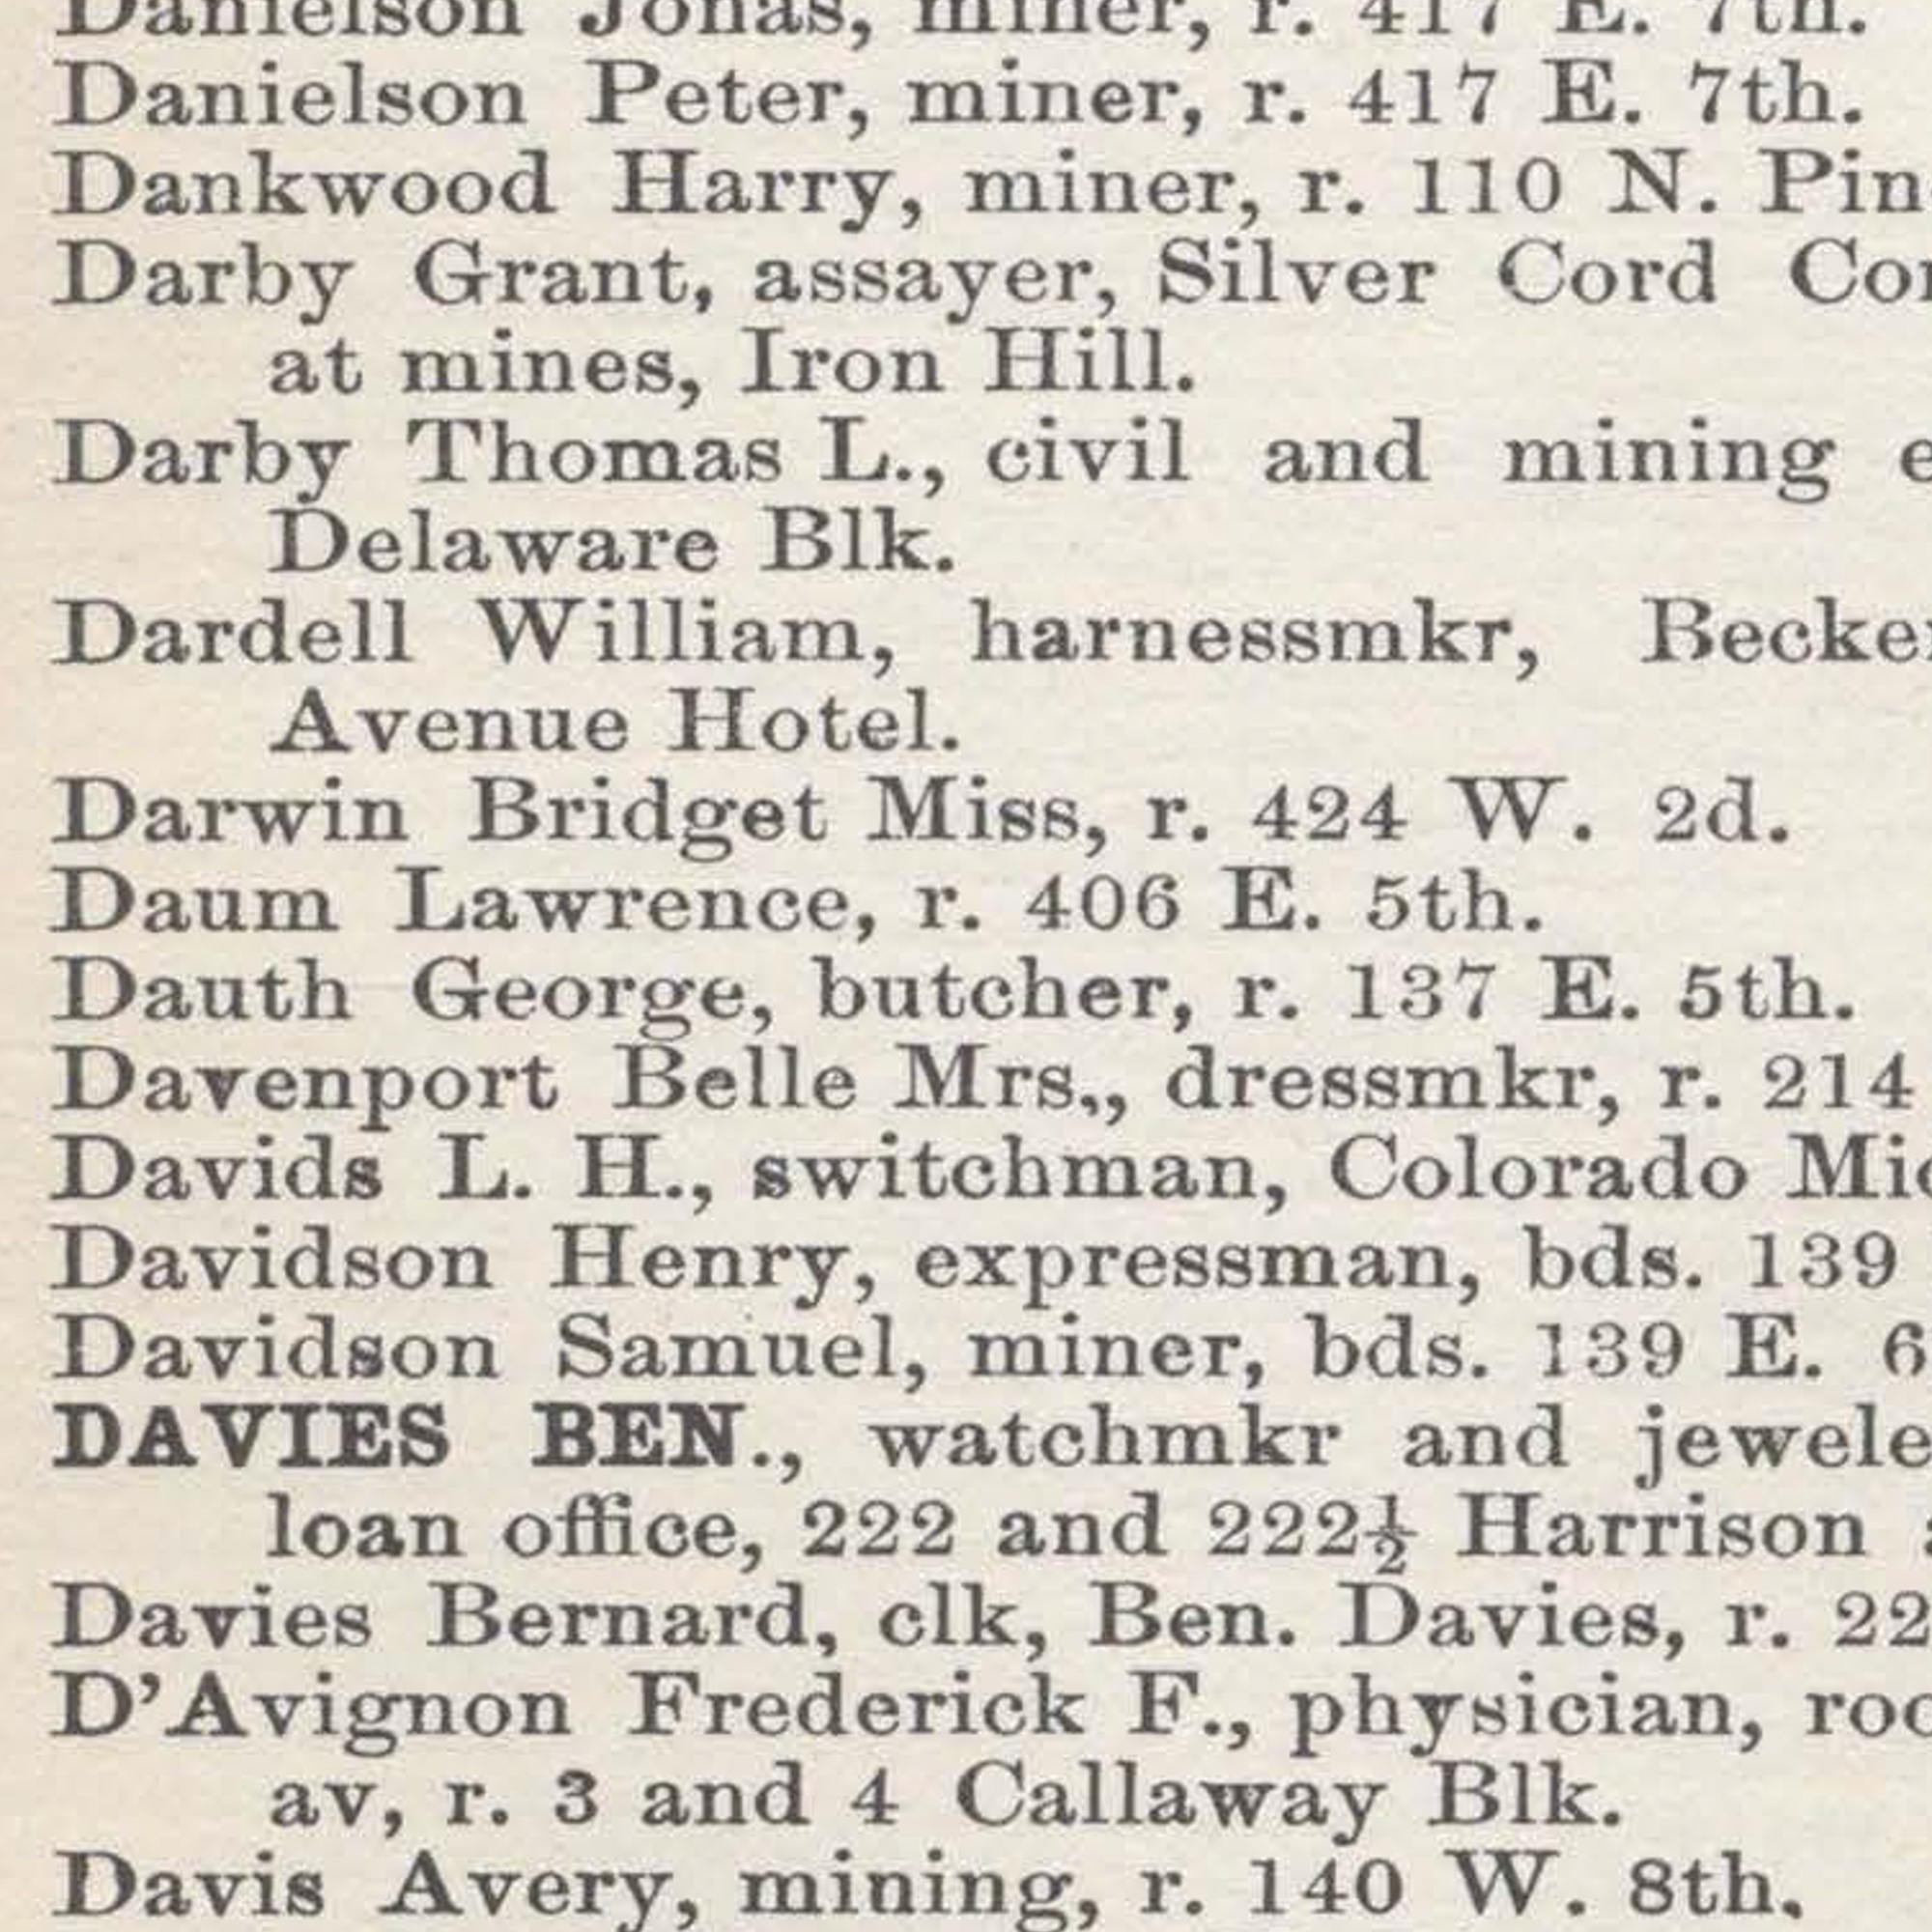 Danielson Jonas, miner, r. 417 E. 7th.
Danielson Peter, miner, r. 417 E. 7th.
Dankwood Harry, miner, r. 110 N. Pin
Darby Grant, assayer, Silver Cord Co
at mines, Iron Hill.
Darby Thomas L., civil and mining e
Delaware Blk.
Dardell William, harnessmkr, Becke
Avenue Hotel.
Darwin Bridget Miss, r. 424 W. 2d.
Daum Lawrence, r. 406 E. 5th.
Dauth George, butcher, r. 137 E. 5th.
Davenport Belle Mrs,, dressmkr, r. 214
Davids L. H., switchman, Colorado Mi
Davidson Henry, expressman, bds. 139
Davidson Samuel, miner, bds. 139 E. 6
DAVIES BEN., watchmkr and jewele
loan office, 222 and 222½ Harrison
Davies Bernard, clk, Ben. Davies, r. 22
D'Avignon Frederick F., physician, ro
av, r. 3 and 4 Callaway Blk.
Davis Avery, mining, r. 140 W. 8th.